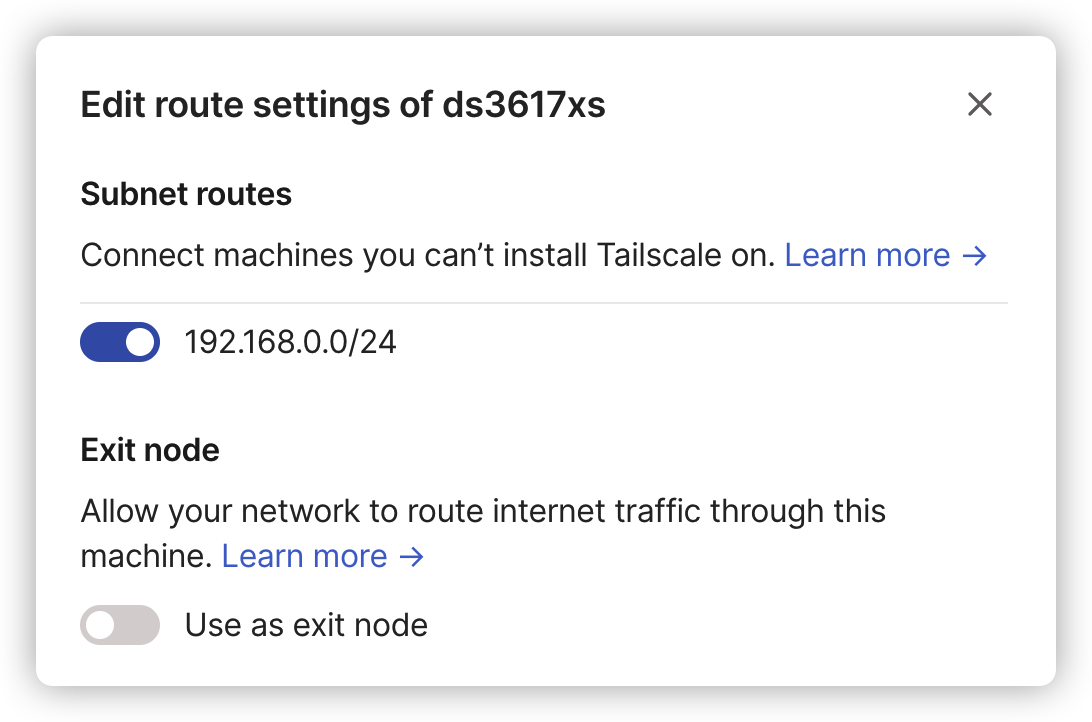 Edit route settings of ds3617xs
Subnet routes
Connect machines you can’t install Tailscale on. Learn more →
192.168.0.0/24
Exit node
Allow your network to route internet traffic through this
machine. Learn more →
Use as exit node